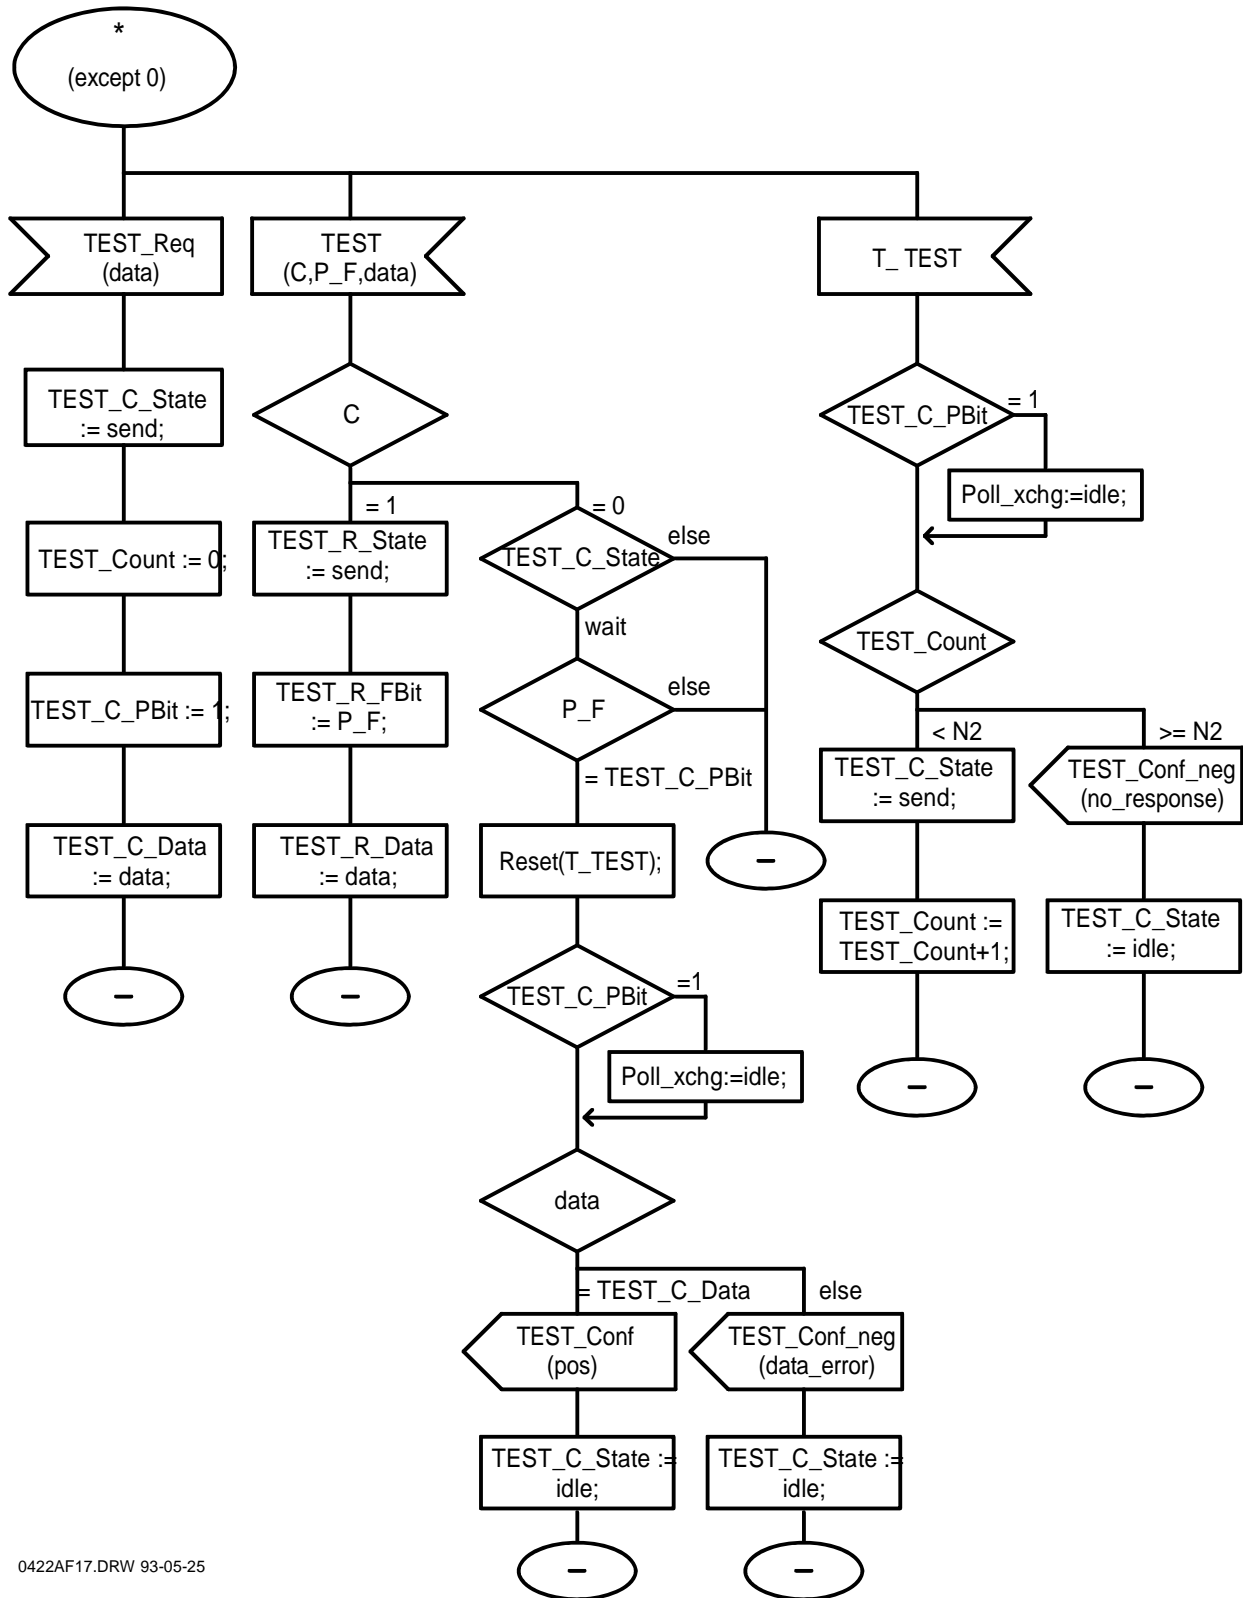 *
(except 0)
TEST_Req
(data)
TEST
(C,P_F,data)
T_ TEST
TEST_C_State
:= send;
C
TEST_C_PBit
= 1
Poll_xchg:=idle;
= 1
= 0
TEST_Count := 0;
TEST_R_State
:= send;
TEST_C_State
else
wait
TEST_Count
TEST_C_PBit := 1;
TEST_R_FBit
:= P_F;
P_F
else
= TEST_C_PBit
< N2
>= N2
TEST_C_State
:= send;
TEST_Conf_neg
(no_response)
TEST_C_Data
:= data;
TEST_R_Data
:= data;
Reset(T_TEST);
–
TEST_Count :=
TEST_Count+1;
TEST_C_State
:= idle;
–
–
TEST_C_PBit
=1
Poll_xchg:=idle;
–
–
data
= TEST_C_Data
else
TEST_Conf
(pos)
TEST_Conf_neg
(data_error)
TEST_C_State :=
idle;
TEST_C_State :=
idle;
–
–
0422AF17.DRW 93-05-25